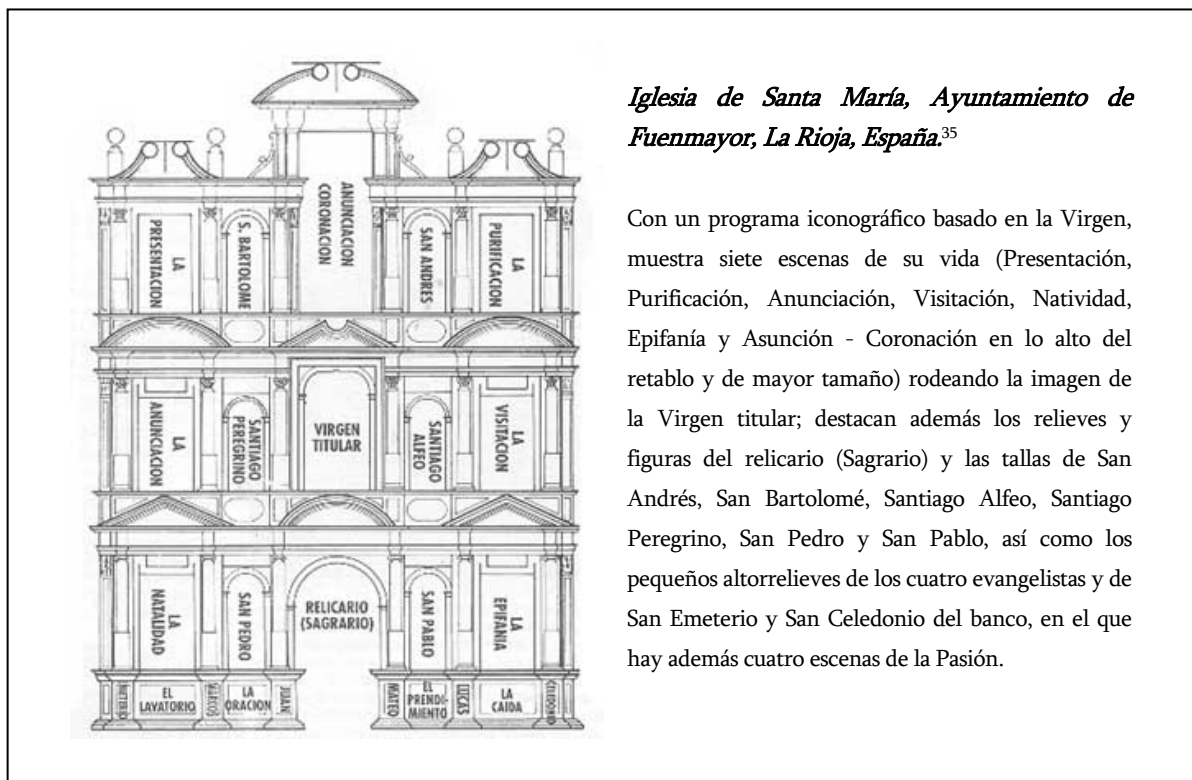 Iglesia de Santa María, Ayuntamiento de
Fuenmayor, La Rioja, España.35
Con un programa iconográfico basado en la Virgen,
muestra siete escenas de su vida (Presentación,
Purificación, Anunciación, Visitación, Natividad,
Epifanía y Asunción - Coronación en lo alto del
retablo y de mayor tamaño) rodeando la imagen de
la Virgen titular; destacan además los relieves y
figuras del relicario (Sagrario) y las tallas de San
Andrés, San Bartolomé, Santiago Alfeo, Santiago
Peregrino, San Pedro y San Pablo, así como los
pequeños altorrelieves de los cuatro evangelistas y de
San Emeterio y San Celedonio del banco, en el que
hay además cuatro escenas de la Pasión.
LA
PRESENTACION
S. BARTOLOME
ANUNCIACION
CORONACION
SAN ANDRES
LA
PURIFICACION
LA
ANUNCIACION
SANTIAGO
PEREGRINO
VIRGEN
TITULAR
SANTIAGO
ALFEO
LA
VISITACION
LA
NATALIDAD
SAN PEDRO
RELICARIO
(SAGRARIO)
SAN PABLO
LA
EPIFANIA
EL
LAVATORIO
MARCOS
LA
ORACION
JUAN
MATEO
EL
PRENDI-
MIENTO
LUCAS
LA
CAIDA